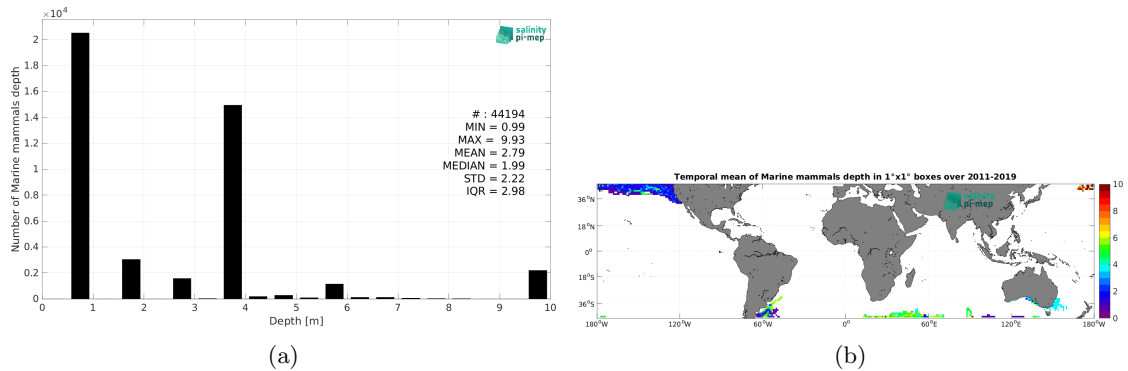 ×10⁴
salinity
pi-mep
2
1.8
1.6
1.4
1.2
1
0.8
0.6
0.4
0.2
0
Number of Marine mammals depth
# : 44194
MIN = 0.99
MAX = 9.93
MEAN = 2.79
MEDIAN = 1.99
STD = 2.22
IQR = 2.98
0 1 2 3 4 5 6 7 8 9 10
Depth [m]
(a)
Temporal mean of Marine mammals depth in 1°x1° boxes over 2011-2019
salinity
pi-mep
36°N
18°N
0°
18°S
36°S
180°W 120°W 60°W 0° 60°E 120°E 180°W
10
8
6
4
2
0
(b)